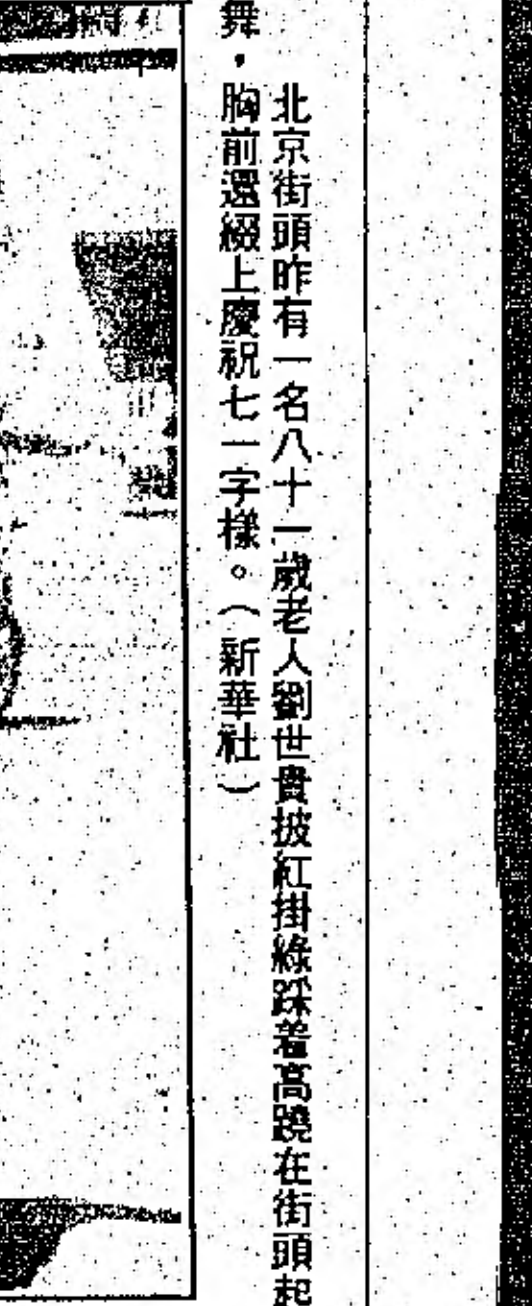 北京街頭昨有一名八十一歲老人劉世貴披紅掛綠踩着高蹺在街頭起
舞，胸前還綴上慶祝七一字樣。（新華社）